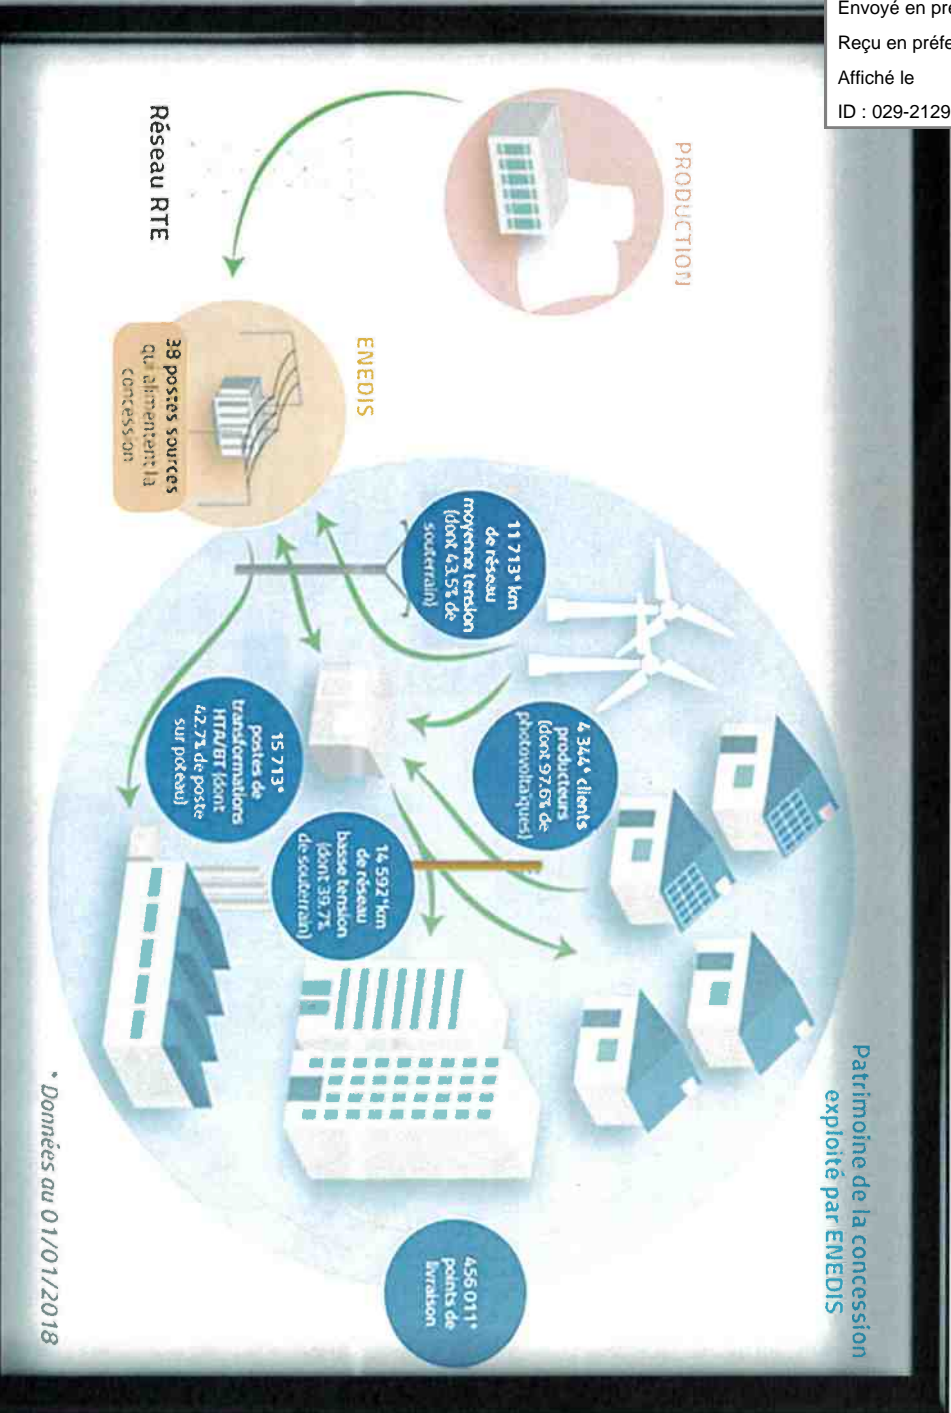 Envoyé en
Reçu en
Affiché le
ID : 029-2129
Patrimoine de la concession
exploité par ENEDIS
PRODUCTION
Réseau RTE
ENEDIS
38 postes sources
qui alimentent la
concession
11 713* km
de réseau
moyenne tension
(dont 43.5% de
souterrain)
4 344* clients
producteurs
(dont 97.6% de
photovoltaïques)
15 713*
postes de
transformations
HTA/BT (dont
42.7% de poste
sur poteau)
14 592*km
de réseau
basse tension
(dont 39.7%
de souterrain)
456 011*
points de
livraison
* Données au 01/01/2018